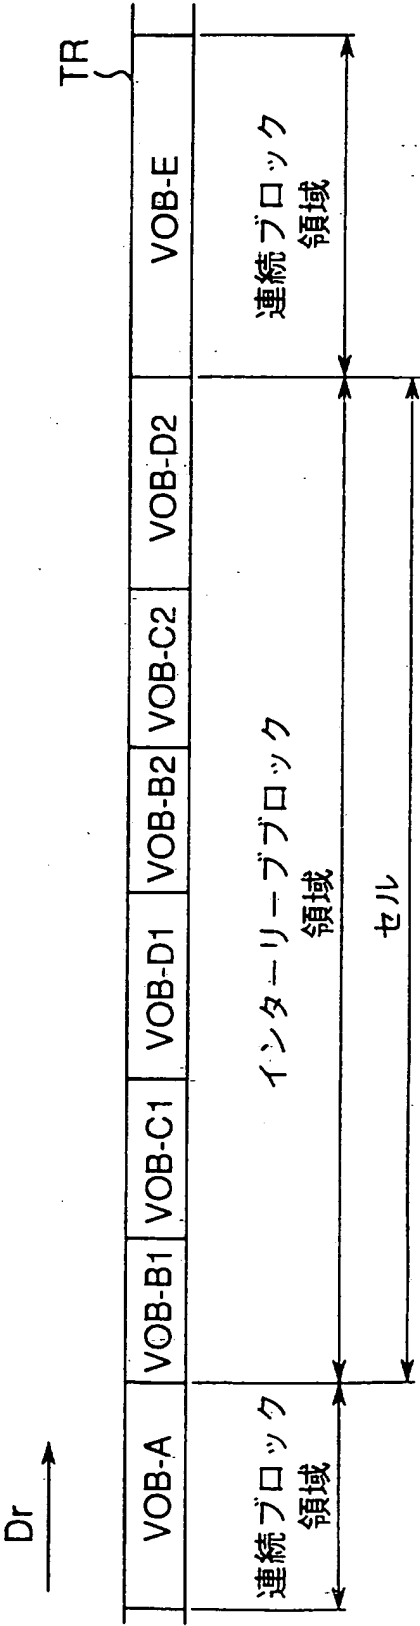 Dr
TR
VOB-A
VOB-B1
VOB-C1
VOB-D1
VOB-B2
VOB-C2
VOB-D2
VOB-E
連続ブロック
領域
インターリーブブロック
領域
連続ブロック
領域
セル